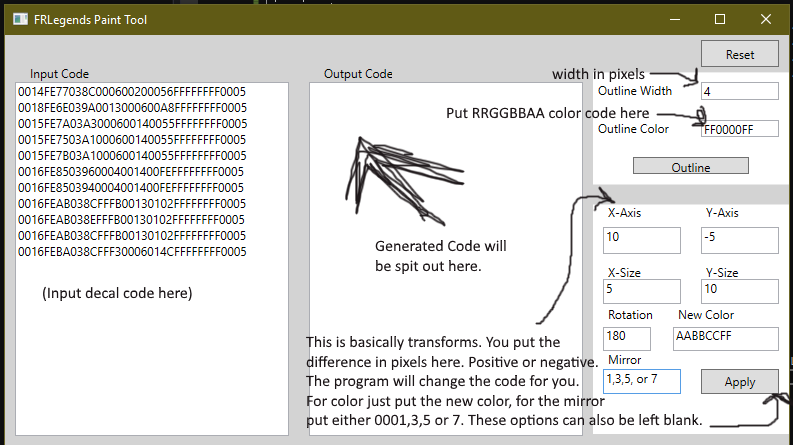 FRLegends Paint Tool
Reset
Input Code
Output Code
width in pixels
Outline Width
4
0014FE77038C000600200056FFFFFFFF0005
0018FE6E039A0013000600A8FFFFFFFF0005
0015FE7A03A3000600140055FFFFFFFF0005
0015FE7503A1000600140055FFFFFFFF0005
0015FE7B03A1000600140055FFFFFFFF0005
0016FE8503960004001400FEFFFFFFFF0005
0016FE8503940004001400FEFFFFFFFF0005
0016FEAB038CFFFB00130102FFFFFFFF0005
0016FEAB038EFFFB00130102FFFFFFFF0005
0016FEAB038CFFFB00130102FFFFFFFF0005
0016FEBA038CFFF30006014CFFFFFFFF0005
Put RRGGBBAA color code here
Outline Color
FF0000FF
Outline
X-Axis
Y-Axis
10
-5
Generated Code will
be spit out here.
X-Size
Y-Size
5
10
(Input decal code here)
Rotation
New Color
180
AABBCCFF
Mirror
1,3,5, or 7
Apply
This is basically transforms. You put the
difference in pixels here. Positive or negative.
The program will change the code for you.
For color just put the new color, for the mirror
put either 0001,3,5 or 7. These options can also be left blank.